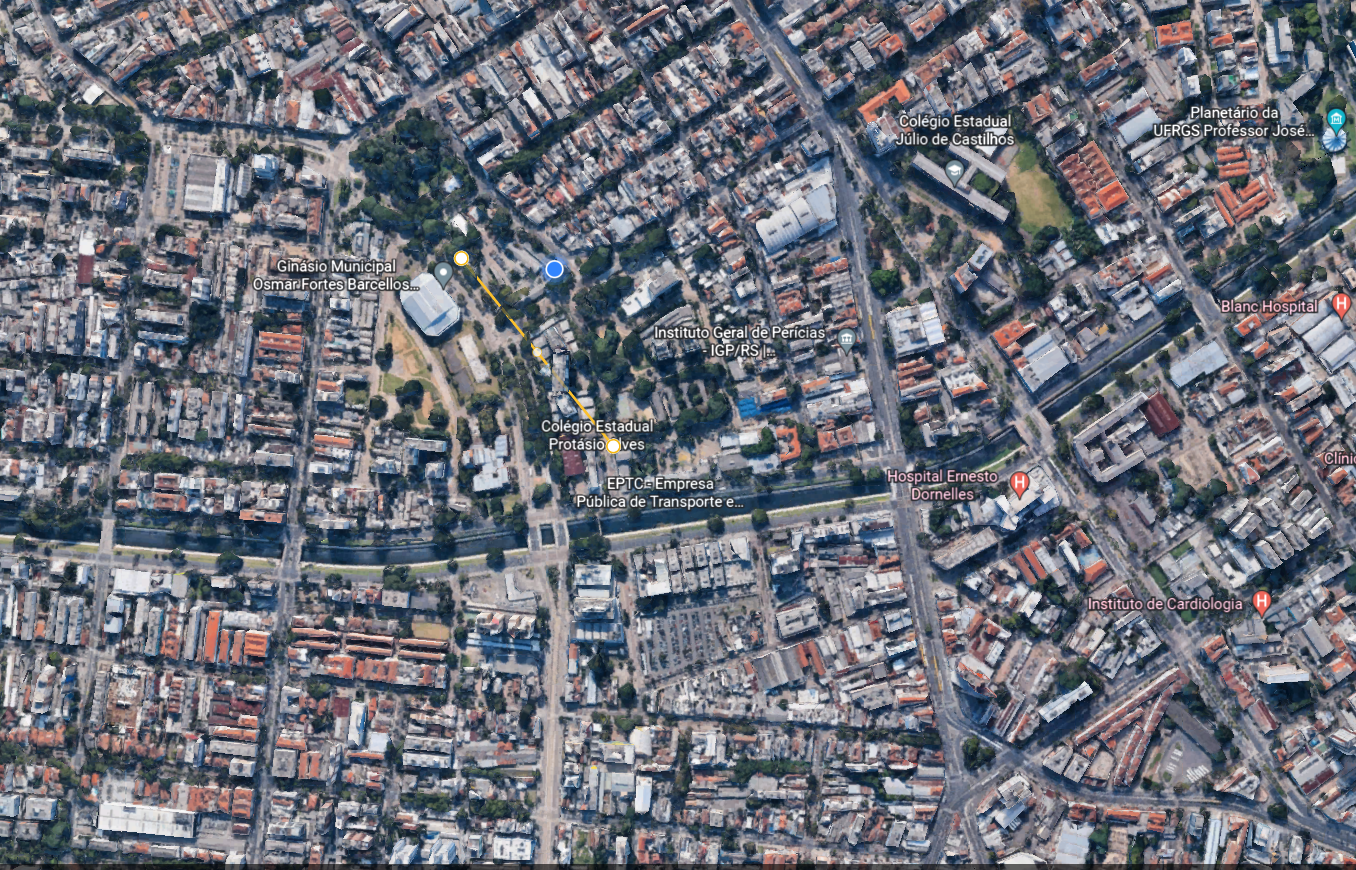 Colégio Estadual
Júlio de Castilhos
Planetário da
UFRGS Professor José...
Ginásio Municipal
Osmar Fortes Barcellos...
Blanc Hospital
Instituto Geral de Perícias
- IGP/RS |...
Colégio Estadual
Protásio Alves
EPTC - Empresa
Pública de Transporte e...
Hospital Ernesto
Dornelles
Clínic
Instituto de Cardiologia
H
H
H